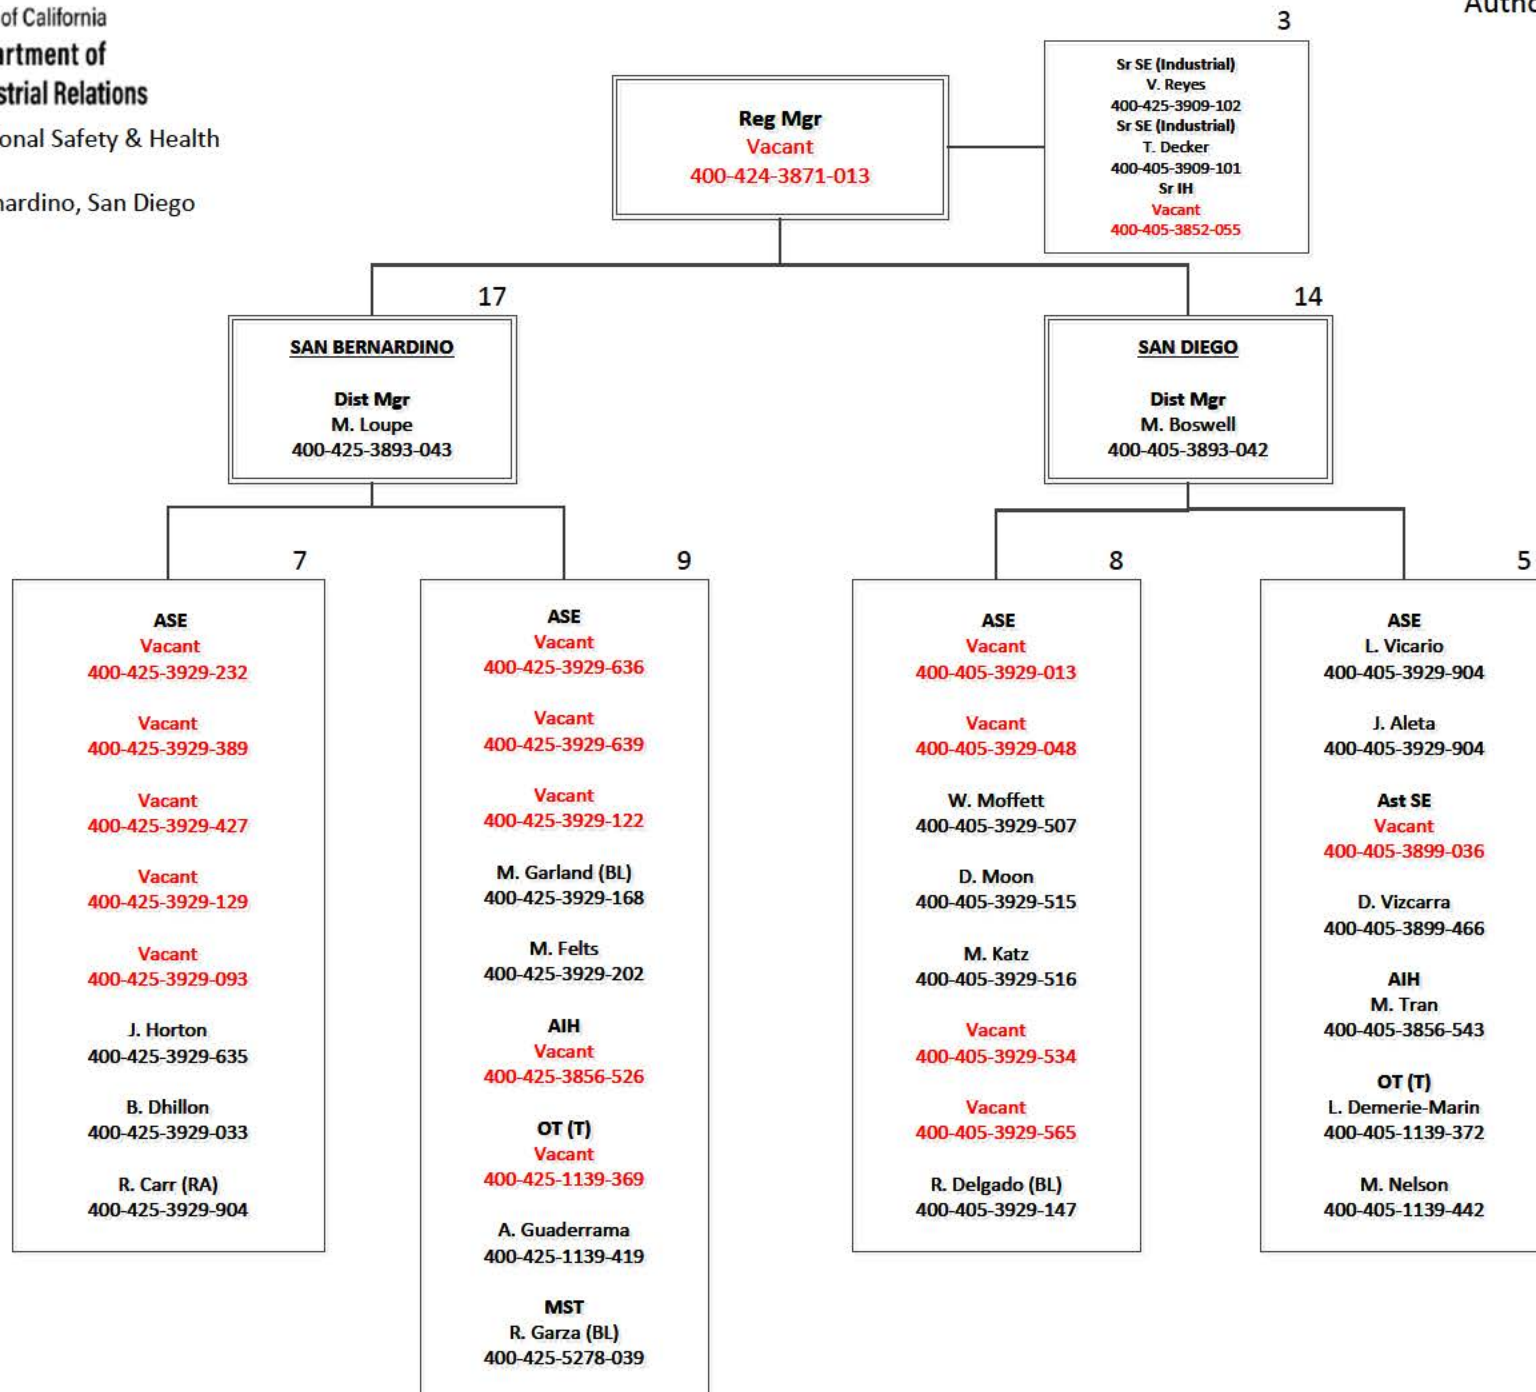 of California
artment of
strial Relations
onal Safety & Health
nardino, San Diego
Autho
3
Sr SE (Industrial)
V. Reyes
400-425-3909-102
Sr SE (Industrial)
T. Decker
400-405-3909-101
Sr IH
Vacant
400-405-3852-055
Reg Mgr
Vacant
400-424-3871-013
17
SAN BERNARDINO
Dist Mgr
M. Loupe
400-425-3893-043
14
SAN DIEGO
Dist Mgr
M. Boswell
400-405-3893-042
7
ASE
Vacant
400-425-3929-232
Vacant
400-425-3929-389
Vacant
400-425-3929-427
Vacant
400-425-3929-129
Vacant
400-425-3929-093
J. Horton
400-425-3929-635
B. Dhillon
400-425-3929-033
R. Carr (RA)
400-425-3929-904
9
ASE
Vacant
400-425-3929-636
Vacant
400-425-3929-639
Vacant
400-425-3929-122
M. Garland (BL)
400-425-3929-168
M. Felts
400-425-3929-202
AIH
Vacant
400-425-3856-526
OT (T)
Vacant
400-425-1139-369
A. Guaderrama
400-425-1139-419
MST
R. Garza (BL)
400-425-5278-039
8
ASE
Vacant
400-405-3929-013
Vacant
400-405-3929-048
W. Moffett
400-405-3929-507
D. Moon
400-405-3929-515
M. Katz
400-405-3929-516
Vacant
400-405-3929-534
Vacant
400-405-3929-565
R. Delgado (BL)
400-405-3929-147
5
ASE
L. Vicario
400-405-3929-904
J. Aleta
400-405-3929-904
Ast SE
Vacant
400-405-3899-036
D. Vizcarra
400-405-3899-466
AIH
M. Tran
400-405-3856-543
OT (T)
L. Demerie-Marin
400-405-1139-372
M. Nelson
400-405-1139-442